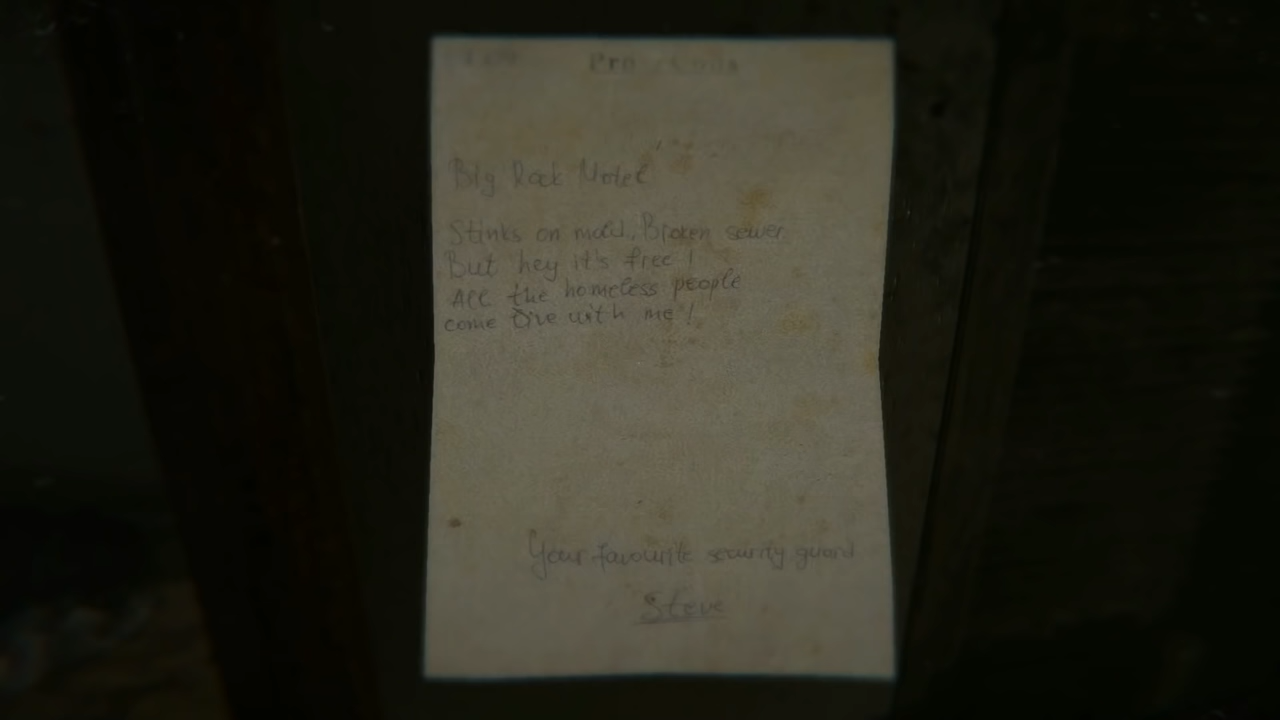 Big Rock Motel
Stinks on mold, Broken sewer
But hey it's free!
All the homeless people
come live with me!
Your favourite security guard
Steve